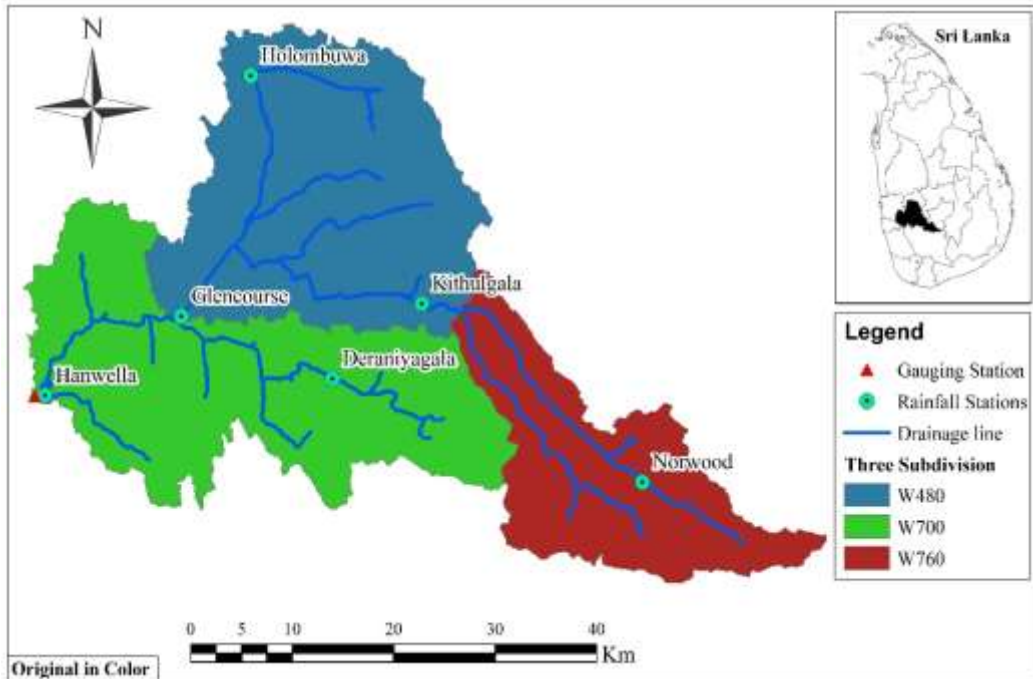 N
Holombuwa
Kithulgala
Glencourse
Deraniyagala
Hanwella
Norwood
Sri Lanka
Legend
Gauging Station
Rainfall Stations
Drainage line
Three Subdivision
W480
W700
W760
0 5 10 20 30 40
Km
Original in Color